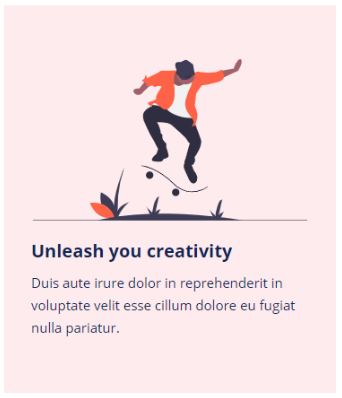 Unleash you creativity
Duis aute irure dolor in reprehenderit in
voluptate velit esse cillum dolore eu fugiat
nulla pariatur.